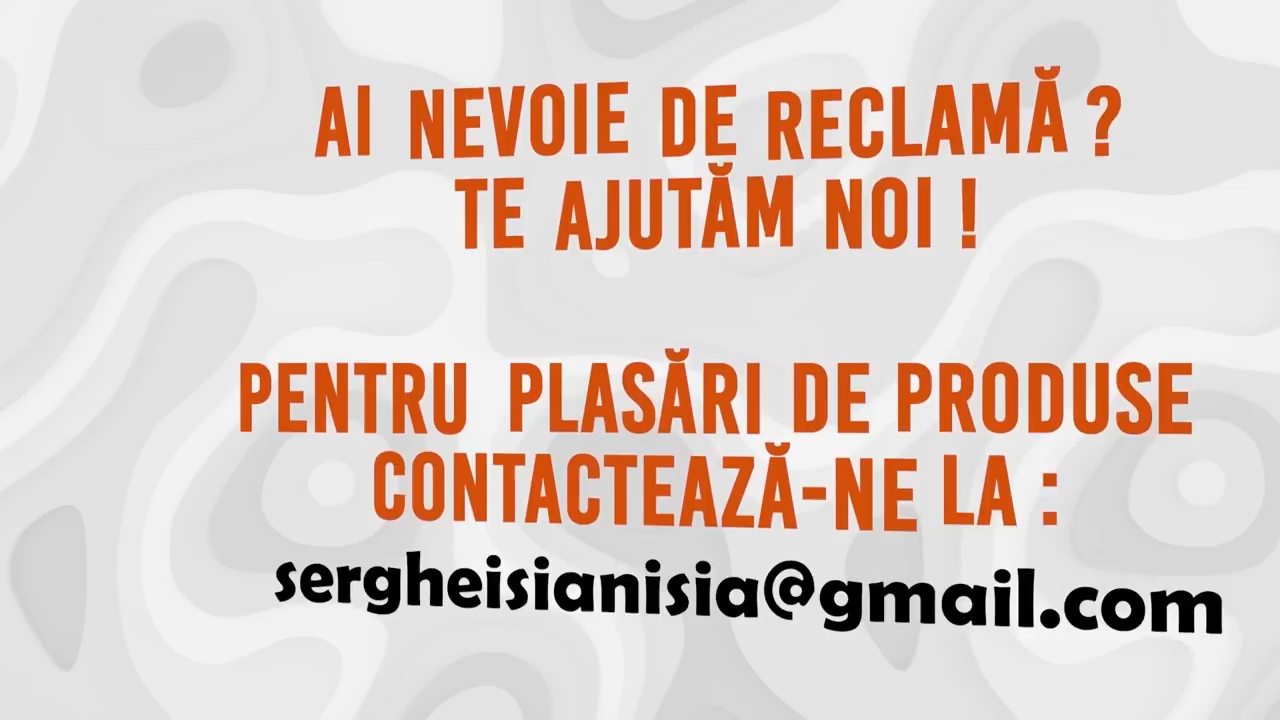 AI NEVOIE DE RECLAMĂ ?
TE AJUTĂM NOI !
PENTRU PLASĂRI DE PRODUSE
CONTACTEAZĂ-NE LA :
sergheisianisia@gmail.com